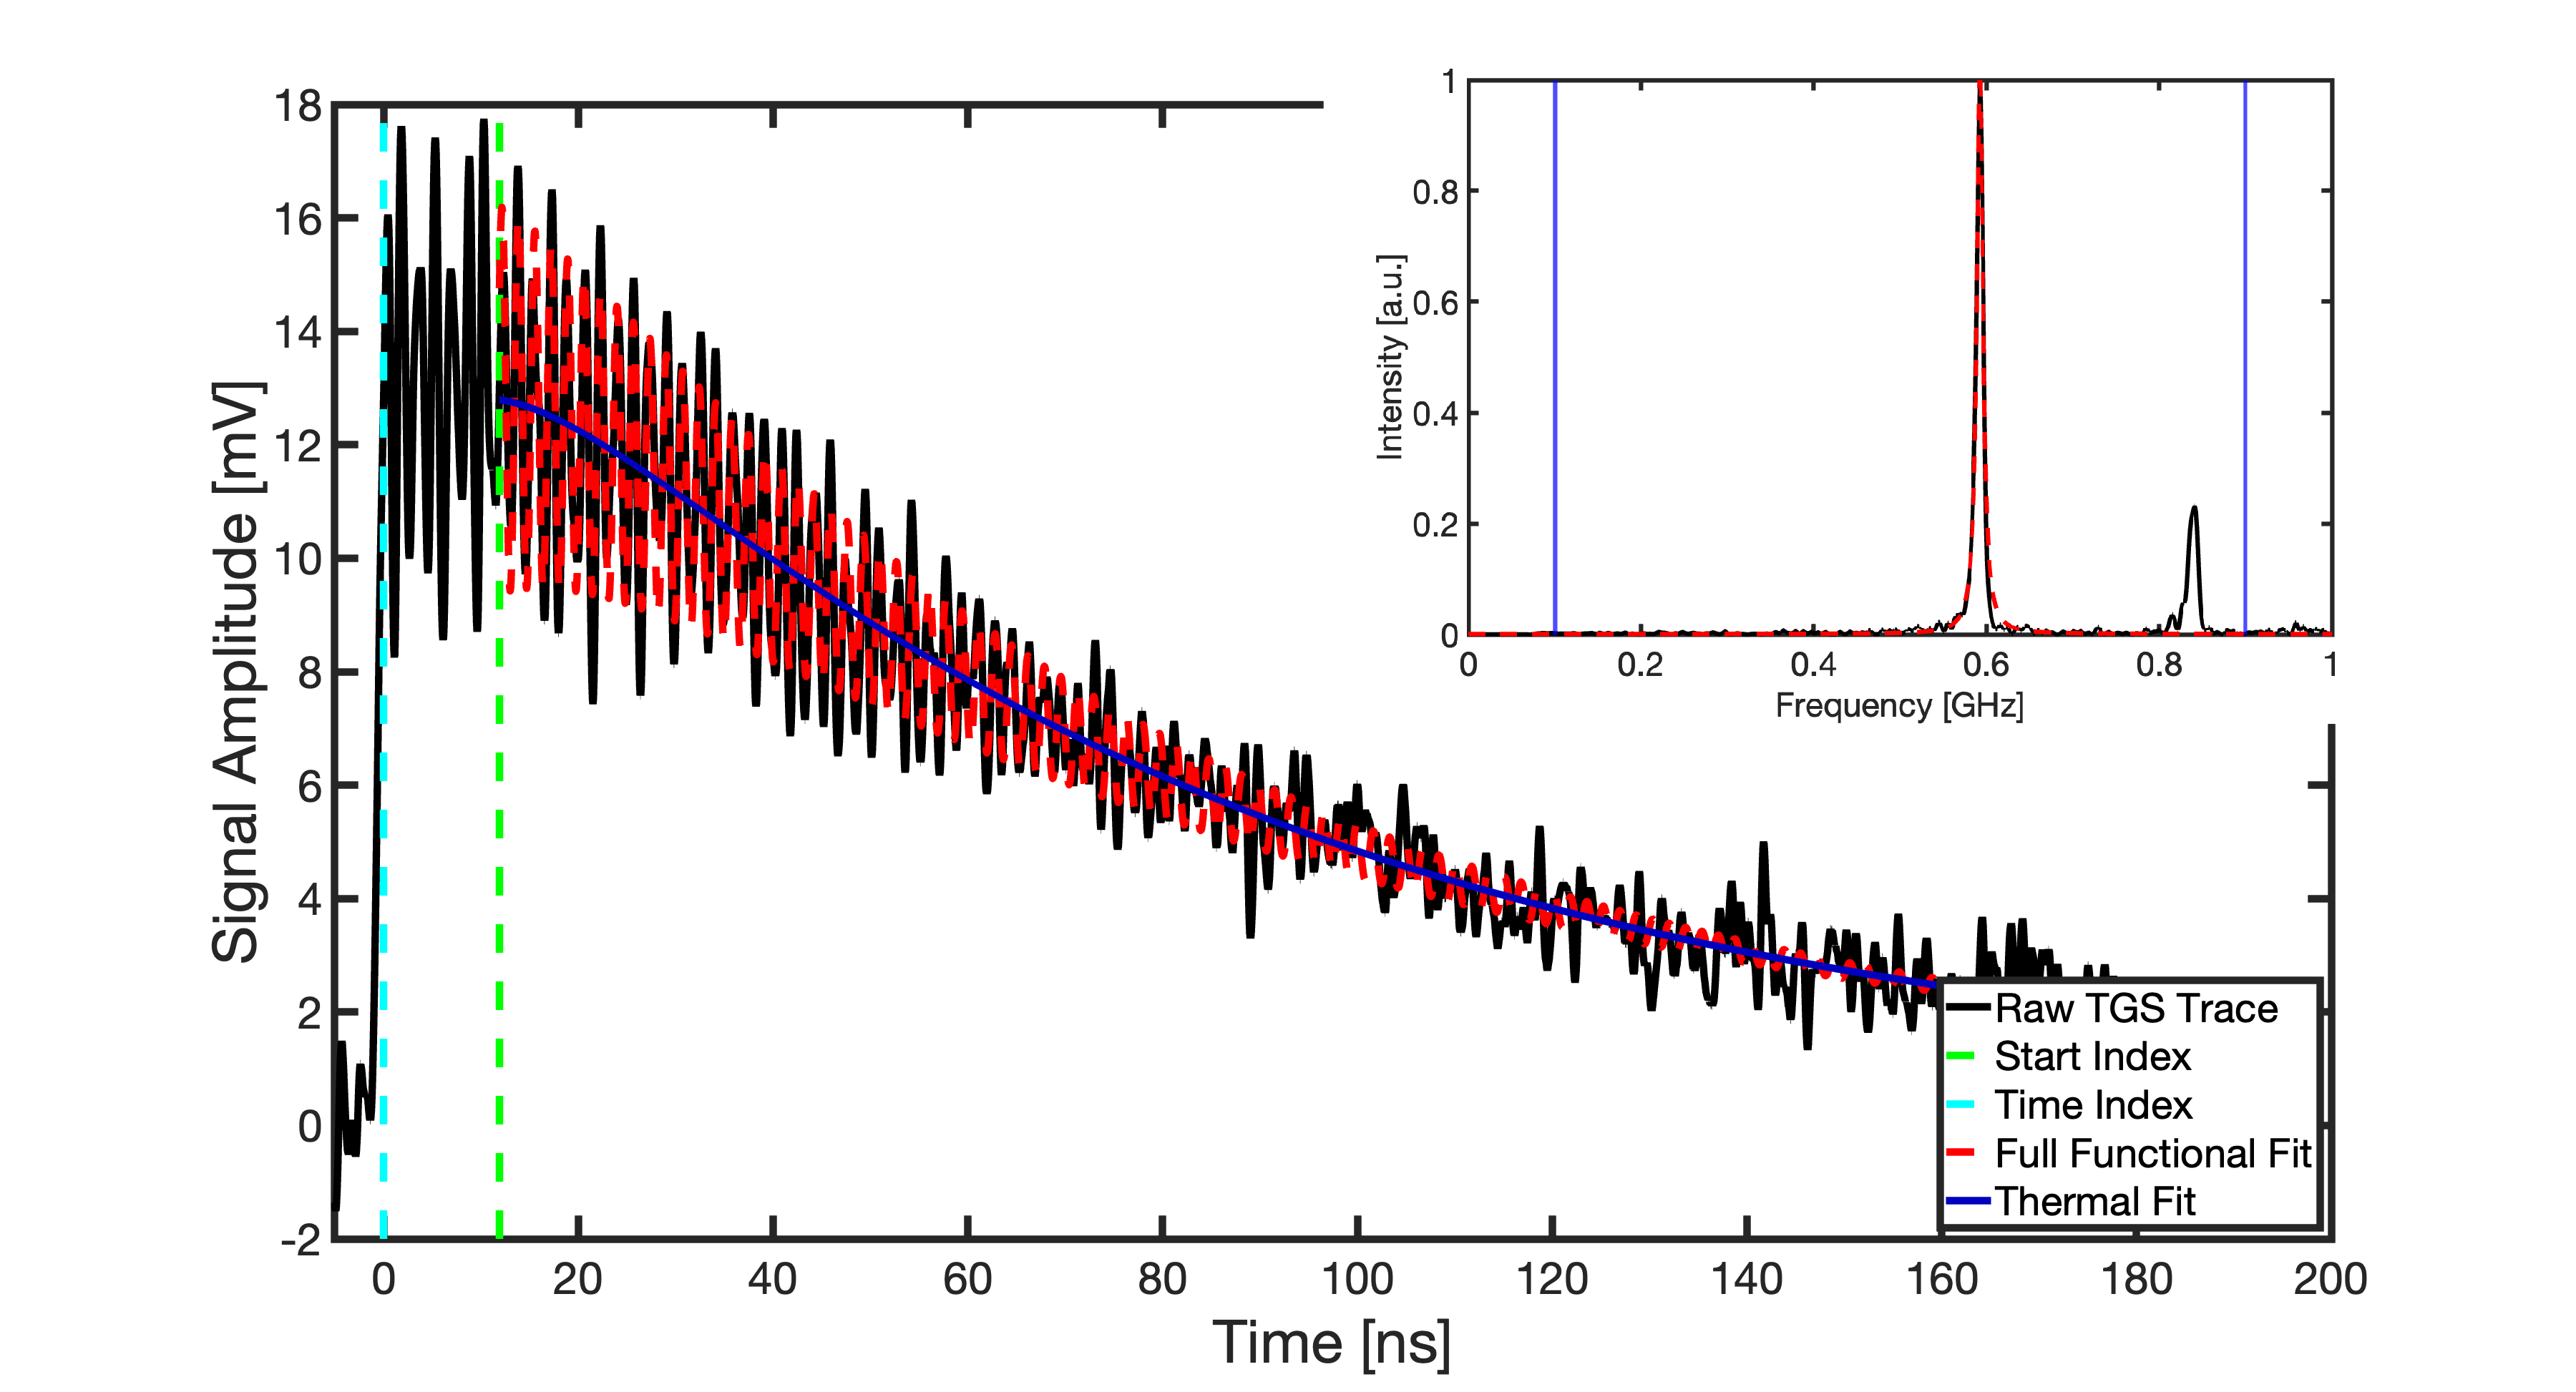 18
16
14
12
10
8
6
4
2
0
-2
Signal Amplitude [mV]
0 20 40 60 80 100 120 140 160 180 200
Time [ns]
1
0.8
0.6
0.4
0.2
0
Intensity [a.u.]
0 0.2 0.4 0.6 0.8 1
Frequency [GHz]
Raw TGS Trace
Start Index
Time Index
Full Functional Fit
Thermal Fit